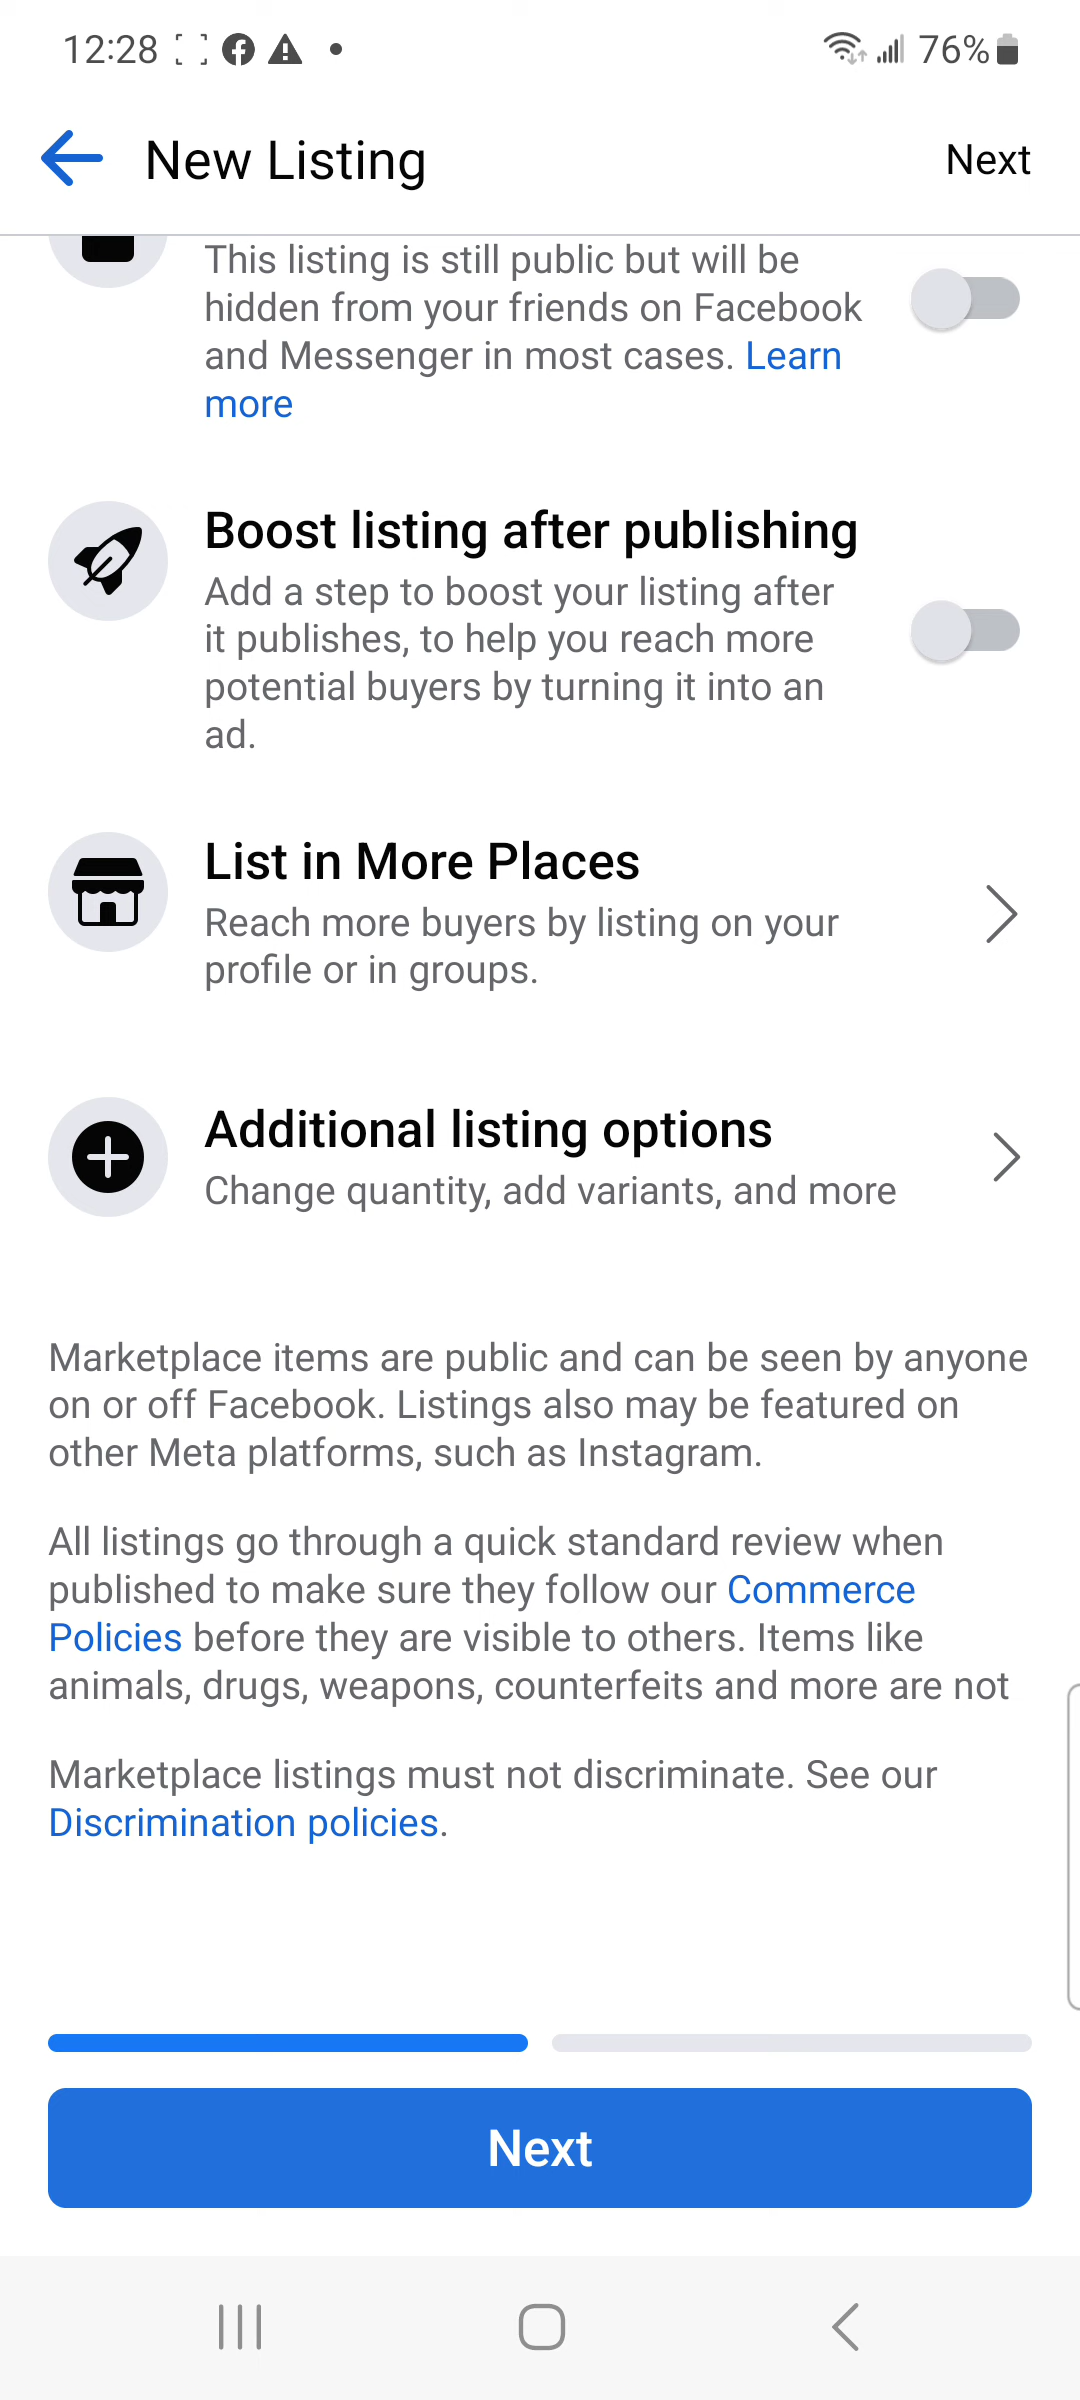 12:28
76%
New Listing
Next
This listing is still public but will be
hidden from your friends on Facebook
and Messenger in most cases. Learn
more
Boost listing after publishing
Add a step to boost your listing after
it publishes, to help you reach more
potential buyers by turning it into an
ad.
List in More Places
Reach more buyers by listing on your
profile or in groups.
Additional listing options
Change quantity, add variants, and more
Marketplace items are public and can be seen by anyone
on or off Facebook. Listings also may be featured on
other Meta platforms, such as Instagram.
All listings go through a quick standard review when
published to make sure they follow our Commerce
Policies before they are visible to others. Items like
animals, drugs, weapons, counterfeits and more are not
Marketplace listings must not discriminate. See our
Discrimination policies.
Next